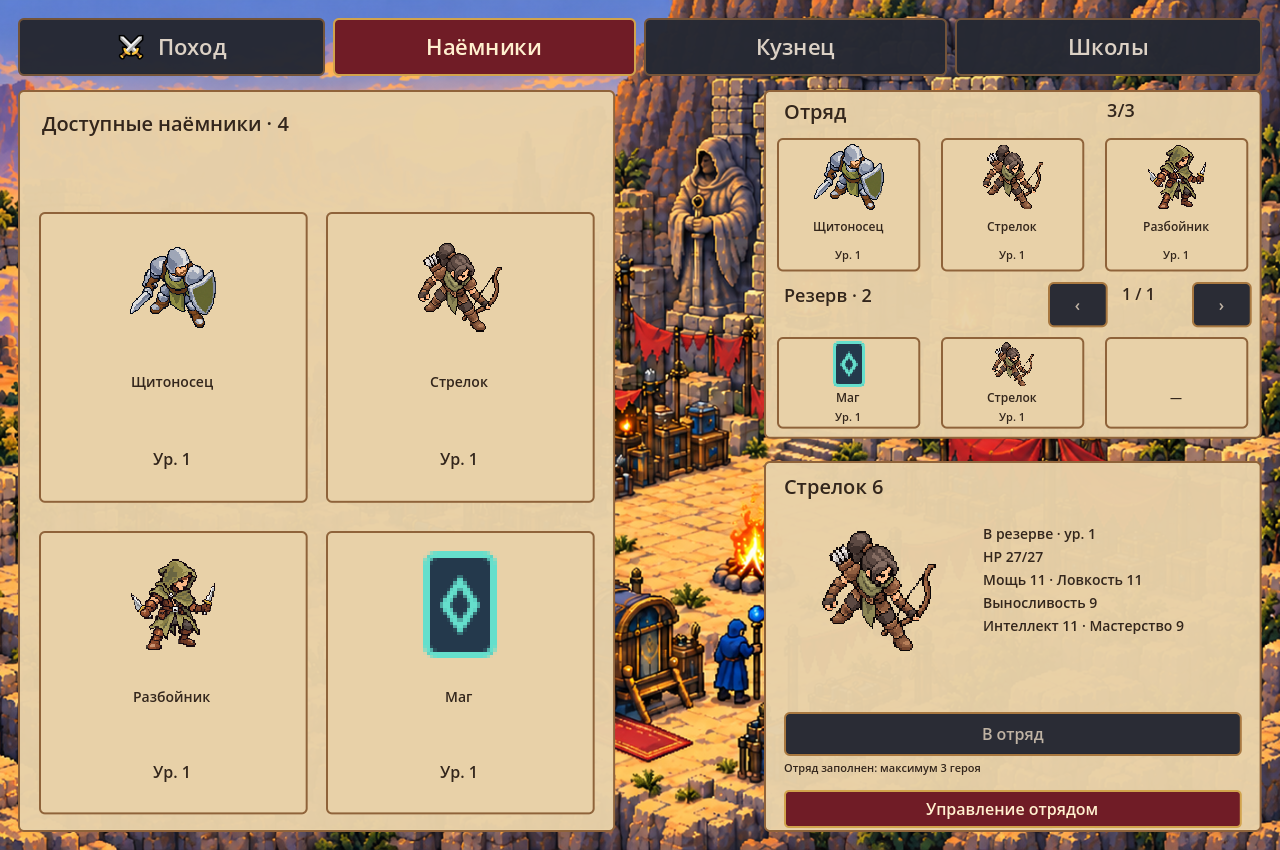 Поход
Наёмники
Кузнец
Школы
Доступные наёмники · 4
Щитоносец
Ур. 1
Стрелок
Ур. 1
Разбойник
Ур. 1
Маг
Ур. 1
Отряд
3/3
Щитоносец
Ур. 1
Стрелок
Ур. 1
Разбойник
Ур. 1
Резерв · 2
‹
1 / 1
›
Маг
Ур. 1
Стрелок
Ур. 1
—
Стрелок 6
В резерве · ур. 1
HP 27/27
Мощь 11 · Ловкость 11
Выносливость 9
Интеллект 11 · Мастерство 9
В отряд
Отряд заполнен: максимум 3 героя
Управление отрядом